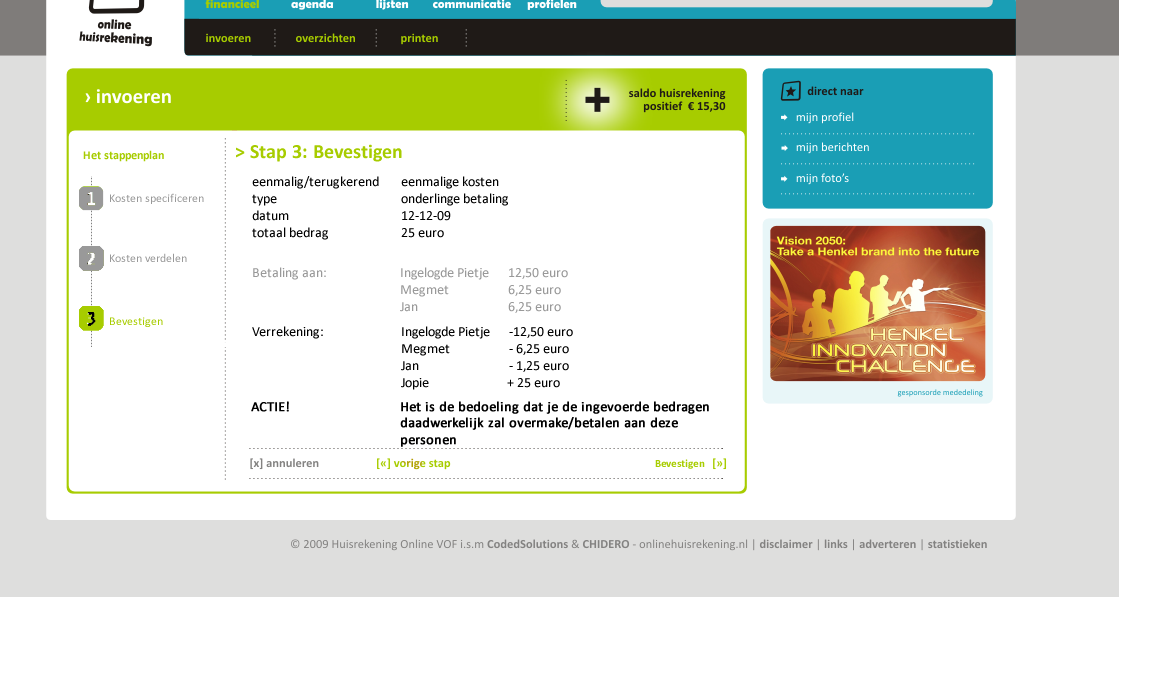 financieel agenda lijsten communicatie profielen
online
huisrekening
invoeren overzichten printen
› invoeren
saldo huisrekening
positief € 15,30
Het stappenplan
1 Kosten specificeren
2 Kosten verdelen
3 Bevestigen
> Stap 3: Bevestigen
eenmalig/terugkerend eenmalige kosten
type onderlinge betaling
datum 12-12-09
totaal bedrag 25 euro
Betaling aan: Ingelogde Pietje 12,50 euro
Megmet 6,25 euro
Jan 6,25 euro
Verrekening: Ingelogde Pietje -12,50 euro
Megmet - 6,25 euro
Jan - 1,25 euro
Jopie + 25 euro
ACTIE! Het is de bedoeling dat je de ingevoerde bedragen
daadwerkelijk zal overmake/betalen aan deze
personen
[x] annuleren [«] vorige stap Bevestigen [»]
direct naar
mijn profiel
mijn berichten
mijn foto's
Vision 2050:
Take a Henkel brand into the future
HENKEL
INNOVATION
CHALLENGE
gesponsorde mededeling
© 2009 Huisrekening Online VOF i.s.m CodedSolutions & CHIDERO - onlinehuisrekening.nl | disclaimer | links | adverteren | statistieken